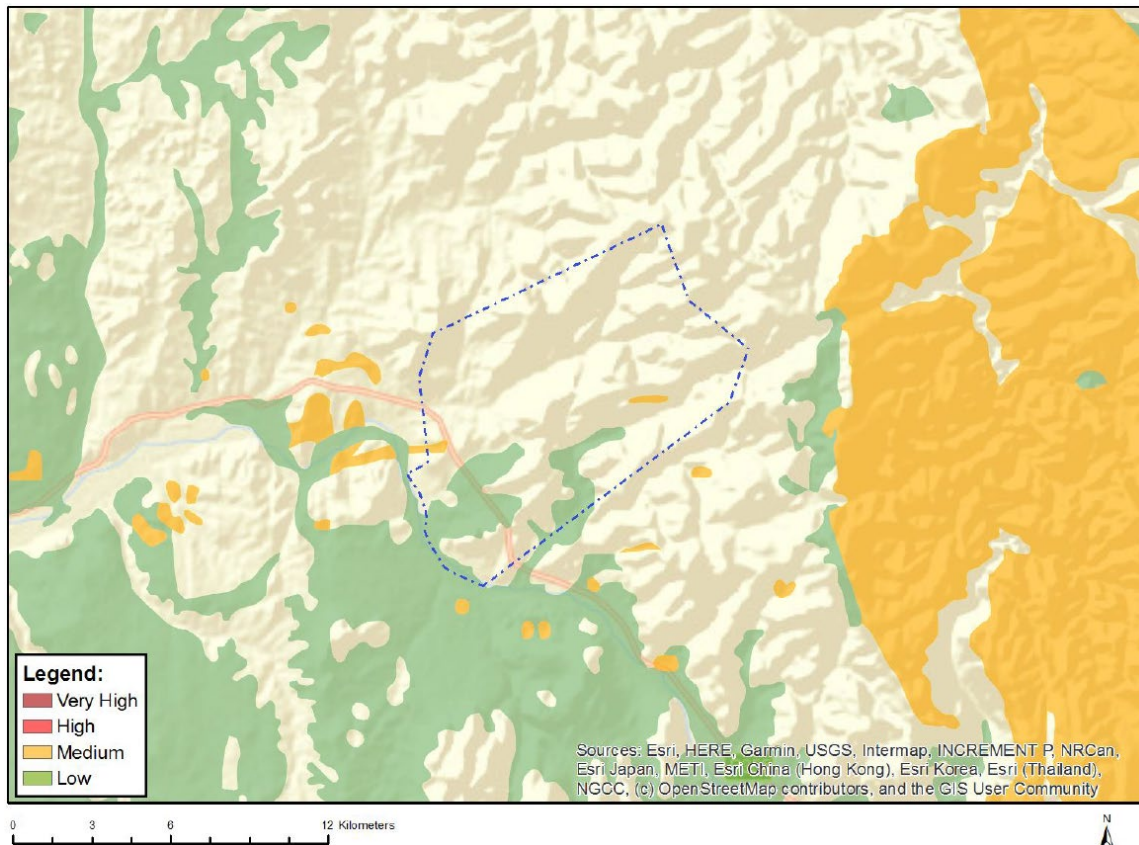 Legend:
Very High
High
Medium
Low
Sources: Esri, HERE, Garmin, USGS, Intermap, INCREMENT P, NRCan,
Esri Japan, METI, Esri China (Hong Kong), Esri Korea, Esri (Thailand),
NGCC, (c) OpenStreetMap contributors, and the GIS User Community
0 3 6 12 Kilometers
N